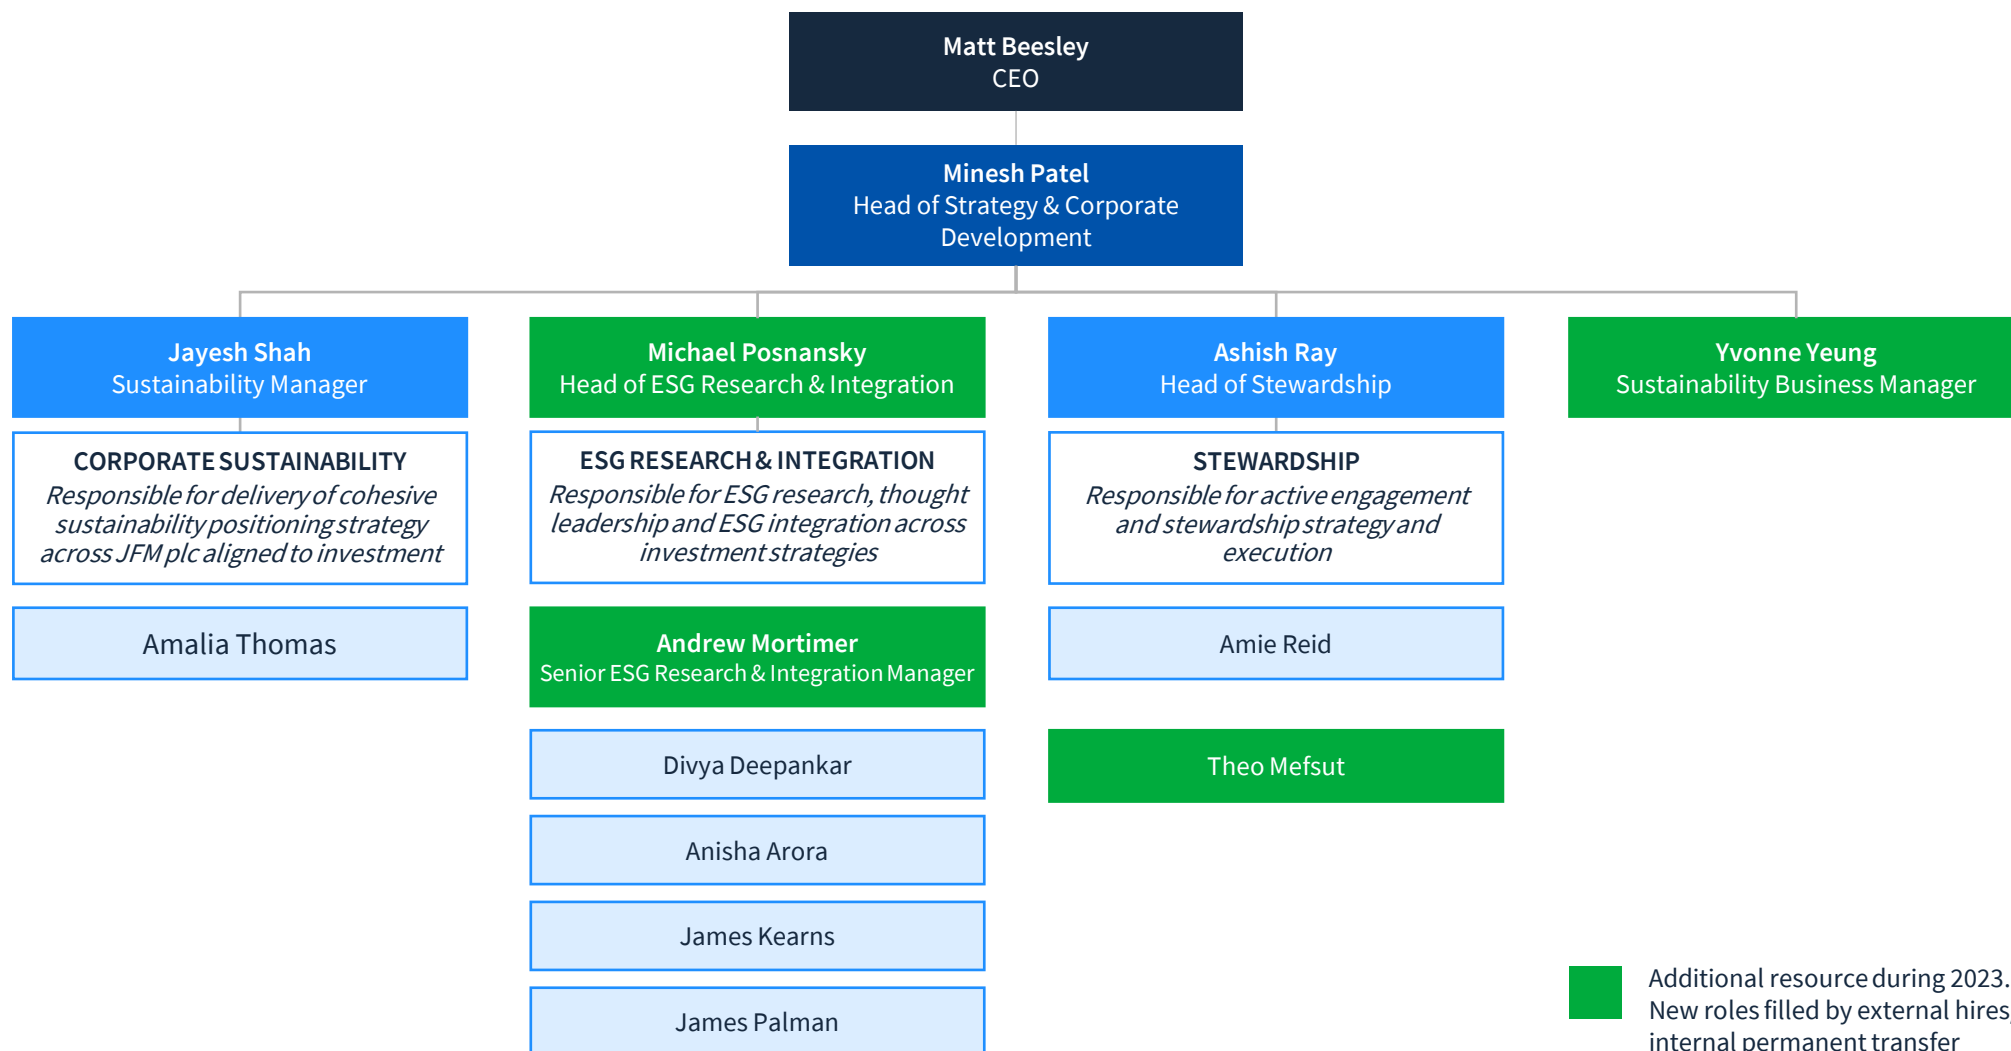 Matt Beesley
CEO
Minesh Patel
Head of Strategy & Corporate
Development
Jayesh Shah
Sustainability Manager
CORPORATE SUSTAINABILITY
Responsible for delivery of cohesive
sustainability positioning strategy
across JFM plc aligned to investment
Amalia Thomas
Michael Posnansky
Head of ESG Research & Integration
ESG RESEARCH & INTEGRATION
Responsible for ESG research, thought
leadership and ESG integration across
investment strategies
Andrew Mortimer
Senior ESG Research & Integration Manager
Divya Deepankar
Anisha Arora
James Kearns
James Palman
Ashish Ray
Head of Stewardship
STEWARDSHIP
Responsible for active engagement
and stewardship strategy and
execution
Amie Reid
Theo Mefsut
Yvonne Yeung
Sustainability Business Manager
Additional resource during 2023.
New roles filled by external hires,
internal permanent transfer